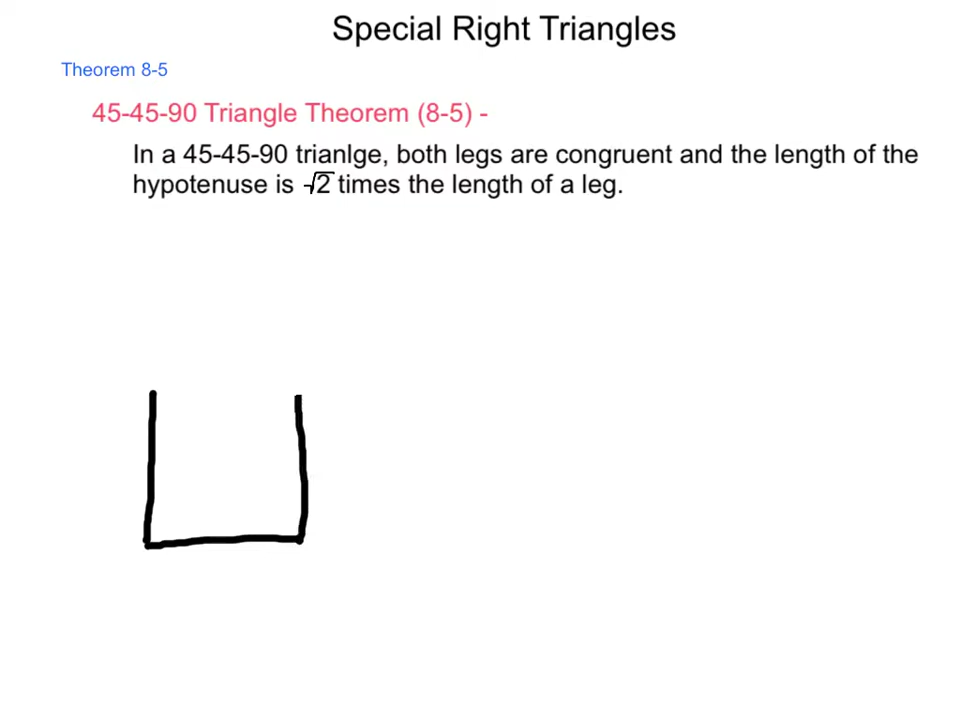 Special Right Triangles
Theorem 8-5
45-45-90 Triangle Theorem (8-5) -
In a 45-45-90 trianlge, both legs are congruent and the length of the
hypotenuse is √2 times the length of a leg.